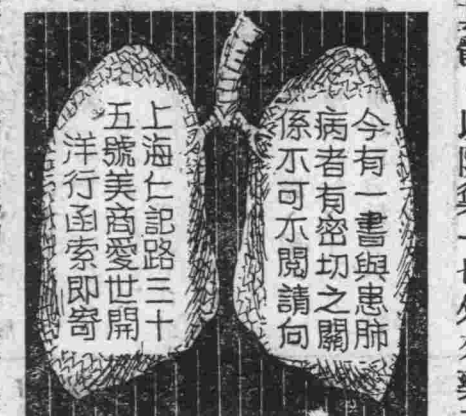 今有一書與患肺
病者有密切之關
係不可不閱請向
上海仁記路三十
五號美商愛世開
洋行函索即寄